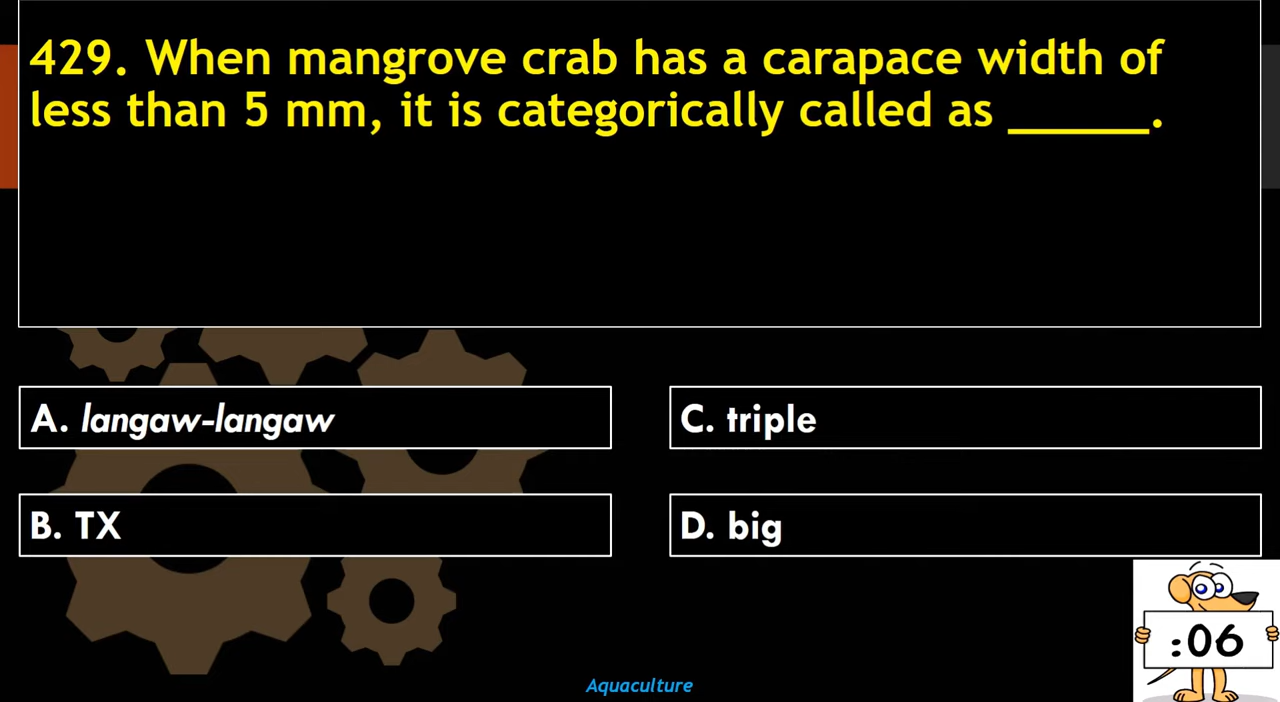 429. When mangrove crab has a carapace width of
less than 5 mm, it is categorically called as _____.
A. langaw-langaw
C. triple
B. TX
D. big
:06
Aquaculture